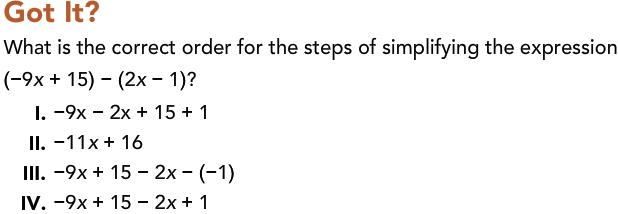 Got It?
What is the correct order for the steps of simplifying the expression
(−9x + 15) − (2x − 1)?
I. −9x − 2x + 15 + 1
II. −11x + 16
III. −9x + 15 − 2x − (−1)
IV. −9x + 15 − 2x + 1